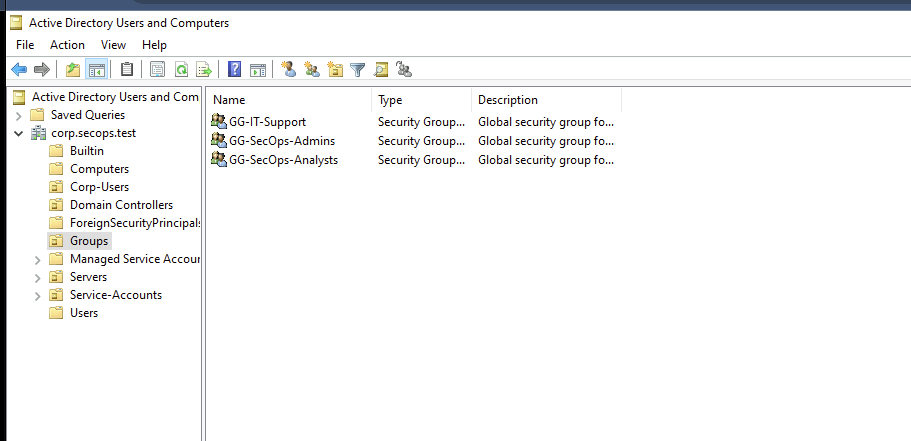 Active Directory Users and Computers
File Action View Help
Active Directory Users and Com
Saved Queries
corp.secops.test
Builtin
Computers
Corp-Users
Domain Controllers
ForeignSecurityPrincipals
Groups
Managed Service Accour
Servers
Service-Accounts
Users
Name Type Description
GG-IT-Support Security Group... Global security group fo...
GG-SecOps-Admins Security Group... Global security group fo...
GG-SecOps-Analysts Security Group... Global security group fo...